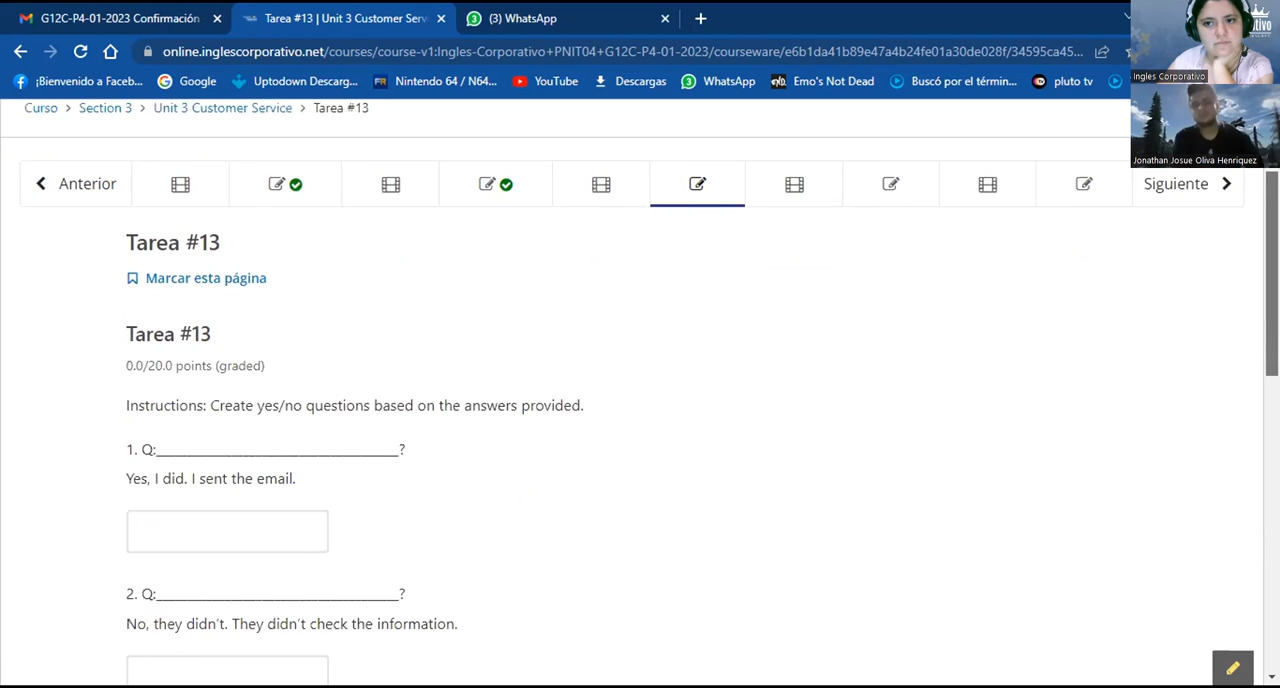 G12C-P4-01-2023 Confirmación
Tarea #13 | Unit 3 Customer Serv
(3) WhatsApp
online.inglescorporativo.net/courses/course-v1:Ingles-Corporativo+PNIT04+G12C-P4-01-2023/courseware/e6b1da41b89e47a4b24fe01a30de028f/34595ca45...
¡Bienvenido a Faceb... Google Uptodown Descarg... Nintendo 64 / N64... YouTube Descargas WhatsApp Emo's Not Dead Buscó por el términ... pluto tv
Ingles Corporativo
Jonathan Josue Oliva Henriquez
Curso > Section 3 > Unit 3 Customer Service > Tarea #13
Anterior
Siguiente
Tarea #13
Marcar esta página
Tarea #13
0.0/20.0 points (graded)
Instructions: Create yes/no questions based on the answers provided.
1. Q:__________________________________?
Yes, I did. I sent the email.
2. Q:__________________________________?
No, they didn't. They didn't check the information.